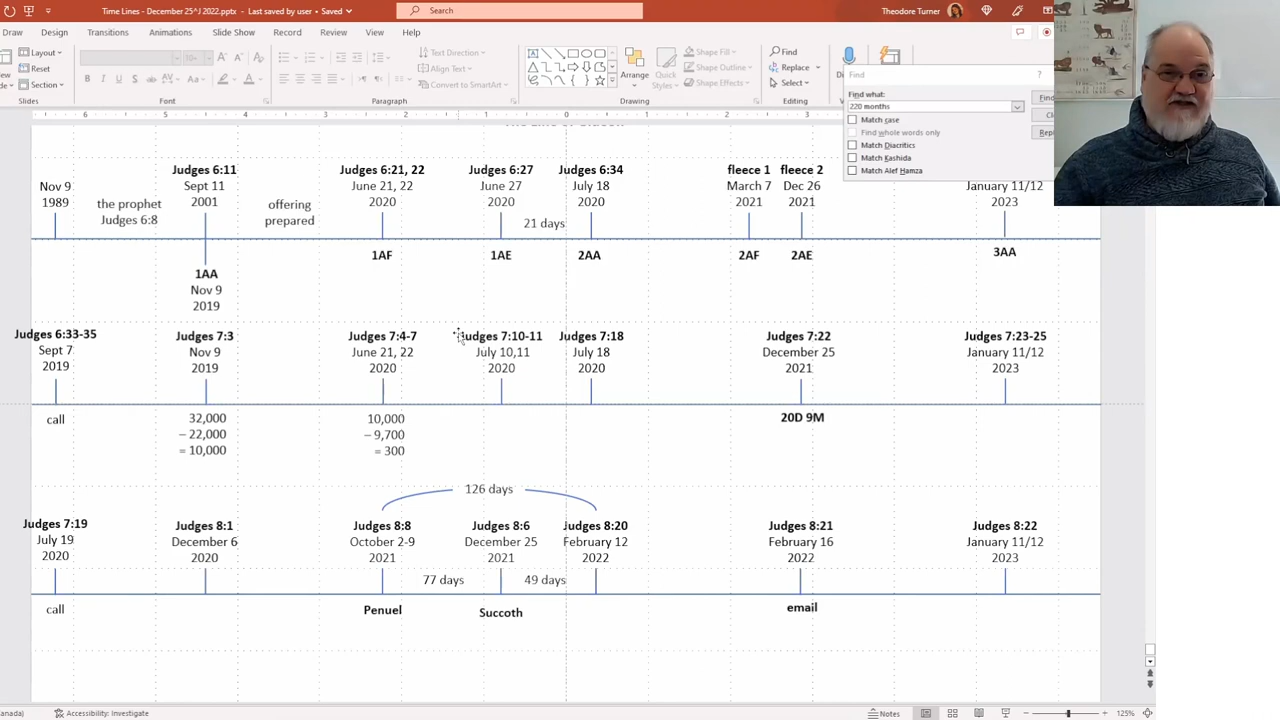 Time Lines - December 25^J 2022.pptx • Last saved by user • Saved
Search
Theodore Turner
Draw Design Transitions Animations Slide Show Record Review View Help
Layout
Reset
Section
Slides
Font
Text Direction
Align Text
Convert to SmartArt
Paragraph
Arrange
Quick Styles
Shape Fill
Shape Outline
Shape Effects
Drawing
Find
Replace
Select
Editing
Find
?
Find what:
220 months
Match case
Find whole words only
Match Diacritics
Match Kashida
Match Alef Hamza
6 5 4 3 2 1 0 1 2 3
Nov 9
1989
the prophet
Judges 6:8
Judges 6:11
Sept 11
2001
offering
prepared
Judges 6:21, 22
June 21, 22
2020
Judges 6:27
June 27
2020
21 days
Judges 6:34
July 18
2020
fleece 1
March 7
2021
fleece 2
Dec 26
2021
January 11/12
2023
1AA
Nov 9
2019
1AF
1AE
2AA
2AF
2AE
3AA
Judges 6:33-35
Sept 7
2019
Judges 7:3
Nov 9
2019
Judges 7:4-7
June 21, 22
2020
Judges 7:10-11
July 10,11
2020
Judges 7:18
July 18
2020
Judges 7:22
December 25
2021
Judges 7:23-25
January 11/12
2023
call
32,000
– 22,000
= 10,000
10,000
– 9,700
= 300
20D 9M
126 days
Judges 7:19
July 19
2020
Judges 8:1
December 6
2020
Judges 8:8
October 2-9
2021
77 days
Judges 8:6
December 25
2021
49 days
Judges 8:20
February 12
2022
Judges 8:21
February 16
2022
Judges 8:22
January 11/12
2023
call
Penuel
Succoth
email
Accessibility: Investigate
Notes
125%